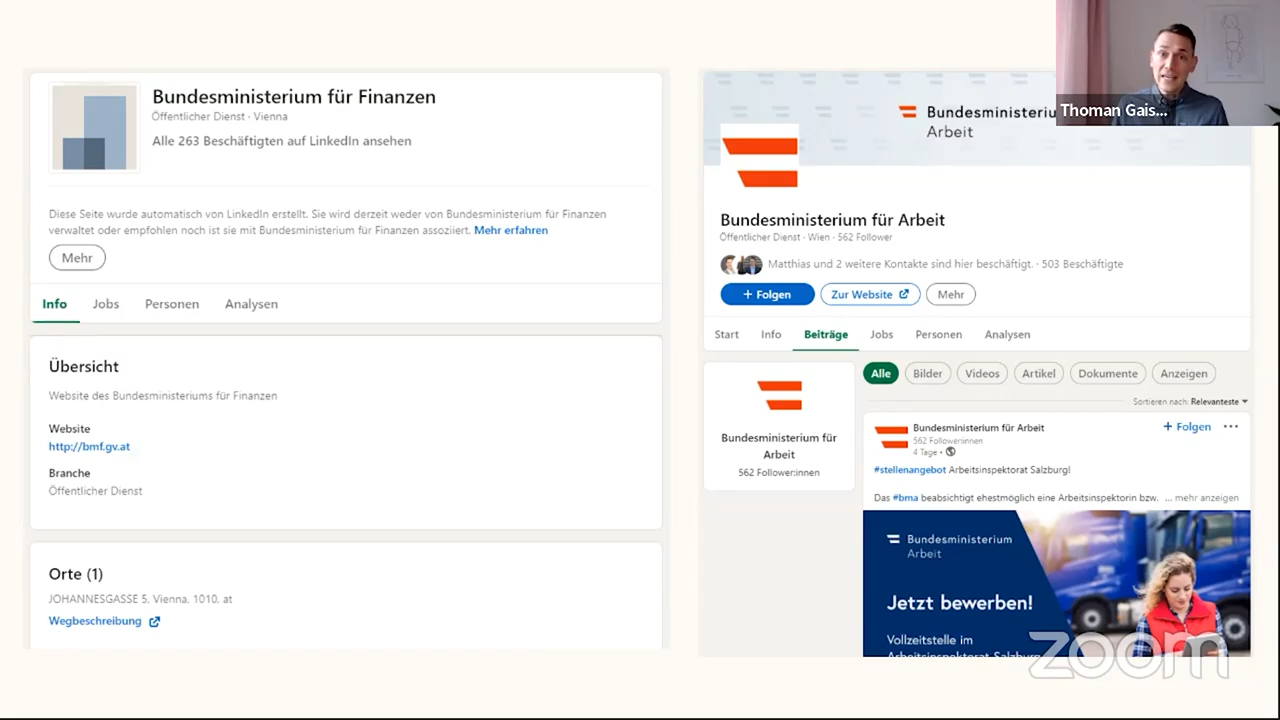 Bundesministerium für Finanzen
Öffentlicher Dienst · Vienna
Alle 263 Beschäftigten auf LinkedIn ansehen
Diese Seite wurde automatisch von LinkedIn erstellt. Sie wird derzeit weder von Bundesministerium für Finanzen
verwaltet oder empfohlen noch ist sie mit Bundesministerium für Finanzen assoziiert. Mehr erfahren
Mehr
Info Jobs Personen Analysen
Übersicht
Website des Bundesministeriums für Finanzen
Website
http://bmf.gv.at
Branche
Öffentlicher Dienst
Orte (1)
JOHANNESGASSE 5, Vienna, 1010, at
Wegbeschreibung
Bundesministeriu
Arbeit
Thoman Gais...
Bundesministerium für Arbeit
Öffentlicher Dienst · Wien · 562 Follower
Matthias und 2 weitere Kontakte sind hier beschäftigt. · 503 Beschäftigte
+ Folgen Zur Website Mehr
Start Info Beiträge Jobs Personen Analysen
Bundesministerium für
Arbeit
562 Follower:innen
Alle Bilder Videos Artikel Dokumente Anzeigen
Sortieren nach: Relevanteste
Bundesministerium für Arbeit
562 Follower:innen
4 Tage •
+ Folgen ...
#stellenangebot Arbeitsinspektorat Salzburg!
Das #bma beabsichtigt ehestmöglich eine Arbeitsinspektorin bzw. ... mehr anzeigen
Bundesministerium
Arbeit
Jetzt bewerben!
Vollzeitstelle im
Arbeitsinspektorat Salzburg
zoom